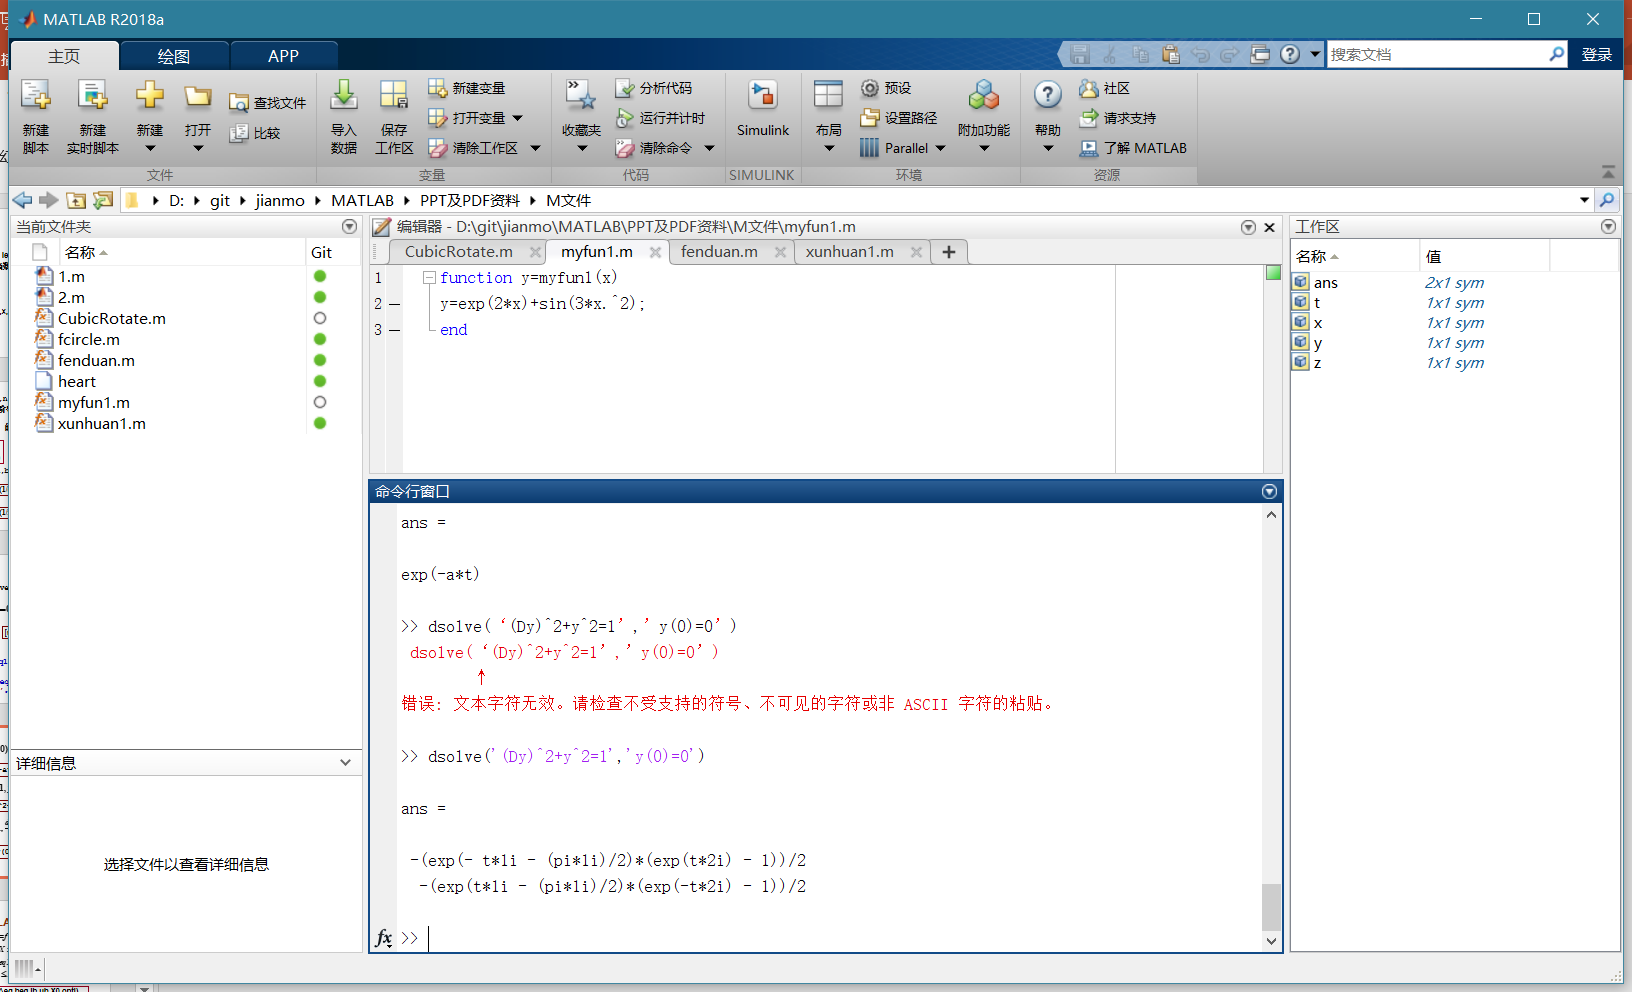 MATLAB R2018a
主页
绘图
APP
搜索文档
登录
新建
脚本
新建
实时脚本
新建
打开
查找文件
比较
导入
数据
保存
工作区
新建变量
打开变量
清除工作区
收藏夹
分析代码
运行并计时
清除命令
Simulink
布局
预设
设置路径
Parallel
附加功能
帮助
社区
请求支持
了解 MATLAB
文件
变量
代码
SIMULINK
环境
资源
D: git jianmo MATLAB PPT及PDF资料 M文件
当前文件夹
名称
Git
1.m
2.m
CubicRotate.m
fcircle.m
fenduan.m
heart
myfun1.m
xunhuan1.m
详细信息
选择文件以查看详细信息
编辑器 - D:\git\jianmo\MATLAB\PPT及PDF资料\M文件\myfun1.m
CubicRotate.m
myfun1.m
fenduan.m
xunhuan1.m
1 function y=myfun1(x)
2 y=exp(2*x)+sin(3*x.^2);
3 end
命令行窗口
ans =
exp(-a*t)
>> dsolve(‘(Dy)^2+y^2=1’,’y(0)=0’)
dsolve(‘(Dy)^2+y^2=1’,’y(0)=0’)
↑
错误: 文本字符无效。请检查不受支持的符号、不可见的字符或非 ASCII 字符的粘贴。
>> dsolve('(Dy)^2+y^2=1','y(0)=0')
ans =
-(exp(- t*1i - (pi*1i)/2)*(exp(t*2i) - 1))/2
-(exp(t*1i - (pi*1i)/2)*(exp(-t*2i) - 1))/2
fx >>
工作区
名称
值
ans 2x1 sym
t 1x1 sym
x 1x1 sym
y 1x1 sym
z 1x1 sym